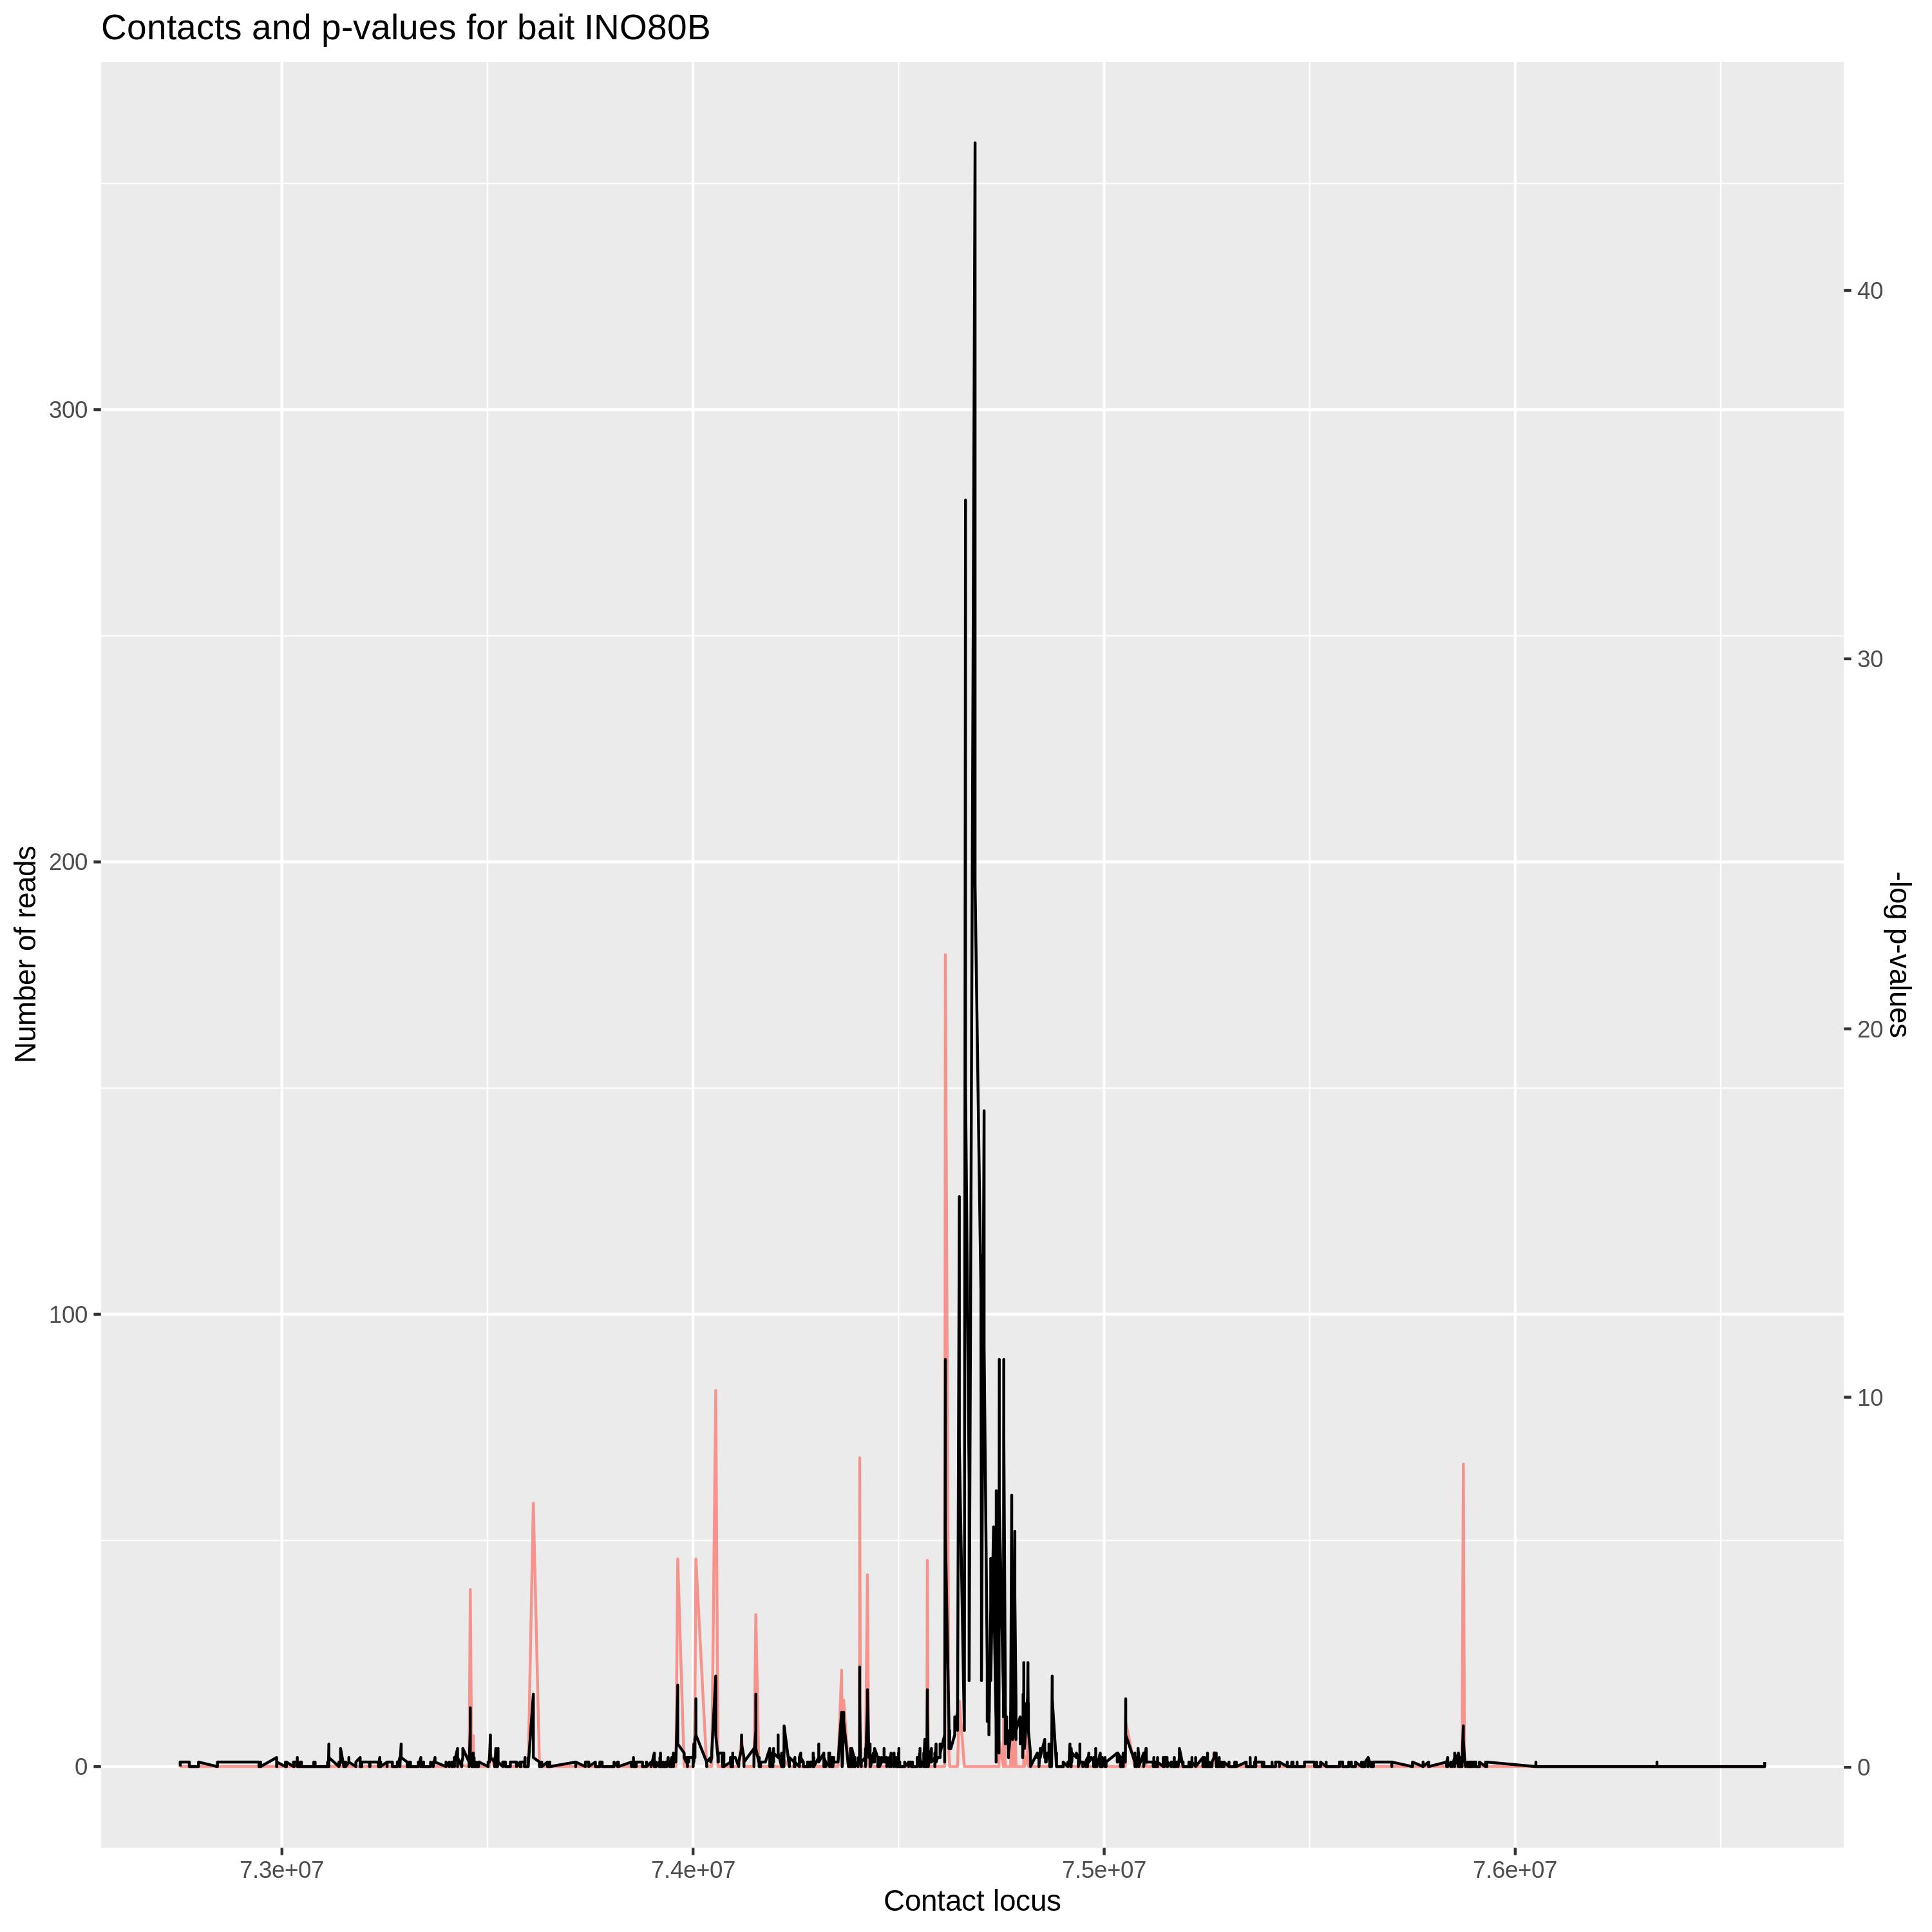 Contacts and p-values for bait INO80B
Number of reads
300
200
100
0
-log p-values
40
30
20
10
0
7.3e+07
7.4e+07
7.5e+07
7.6e+07
Contact locus